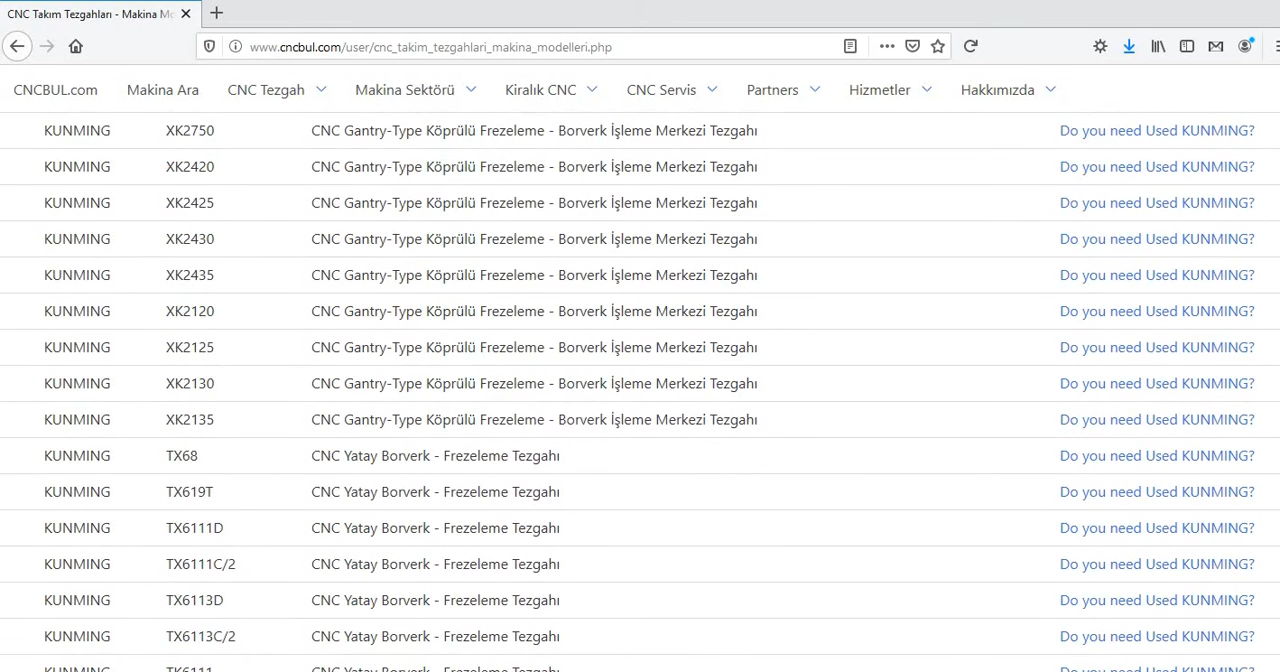 CNC Takım Tezgahları - Makina Mo
www.cncbul.com/user/cnc_takim_tezgahlari_makina_modelleri.php
CNCBUL.com Makina Ara CNC Tezgah Makina Sektörü Kiralık CNC CNC Servis Partners Hizmetler Hakkımızda
KUNMING XK2750 CNC Gantry-Type Köprülü Frezeleme - Borverk İşleme Merkezi Tezgahı Do you need Used KUNMING?
KUNMING XK2420 CNC Gantry-Type Köprülü Frezeleme - Borverk İşleme Merkezi Tezgahı Do you need Used KUNMING?
KUNMING XK2425 CNC Gantry-Type Köprülü Frezeleme - Borverk İşleme Merkezi Tezgahı Do you need Used KUNMING?
KUNMING XK2430 CNC Gantry-Type Köprülü Frezeleme - Borverk İşleme Merkezi Tezgahı Do you need Used KUNMING?
KUNMING XK2435 CNC Gantry-Type Köprülü Frezeleme - Borverk İşleme Merkezi Tezgahı Do you need Used KUNMING?
KUNMING XK2120 CNC Gantry-Type Köprülü Frezeleme - Borverk İşleme Merkezi Tezgahı Do you need Used KUNMING?
KUNMING XK2125 CNC Gantry-Type Köprülü Frezeleme - Borverk İşleme Merkezi Tezgahı Do you need Used KUNMING?
KUNMING XK2130 CNC Gantry-Type Köprülü Frezeleme - Borverk İşleme Merkezi Tezgahı Do you need Used KUNMING?
KUNMING XK2135 CNC Gantry-Type Köprülü Frezeleme - Borverk İşleme Merkezi Tezgahı Do you need Used KUNMING?
KUNMING TX68 CNC Yatay Borverk - Frezeleme Tezgahı Do you need Used KUNMING?
KUNMING TX619T CNC Yatay Borverk - Frezeleme Tezgahı Do you need Used KUNMING?
KUNMING TX6111D CNC Yatay Borverk - Frezeleme Tezgahı Do you need Used KUNMING?
KUNMING TX6111C/2 CNC Yatay Borverk - Frezeleme Tezgahı Do you need Used KUNMING?
KUNMING TX6113D CNC Yatay Borverk - Frezeleme Tezgahı Do you need Used KUNMING?
KUNMING TX6113C/2 CNC Yatay Borverk - Frezeleme Tezgahı Do you need Used KUNMING?
KUNMING TK6111 CNC Yatay Borverk - Frezeleme Tezgahı Do you need Used KUNMING?